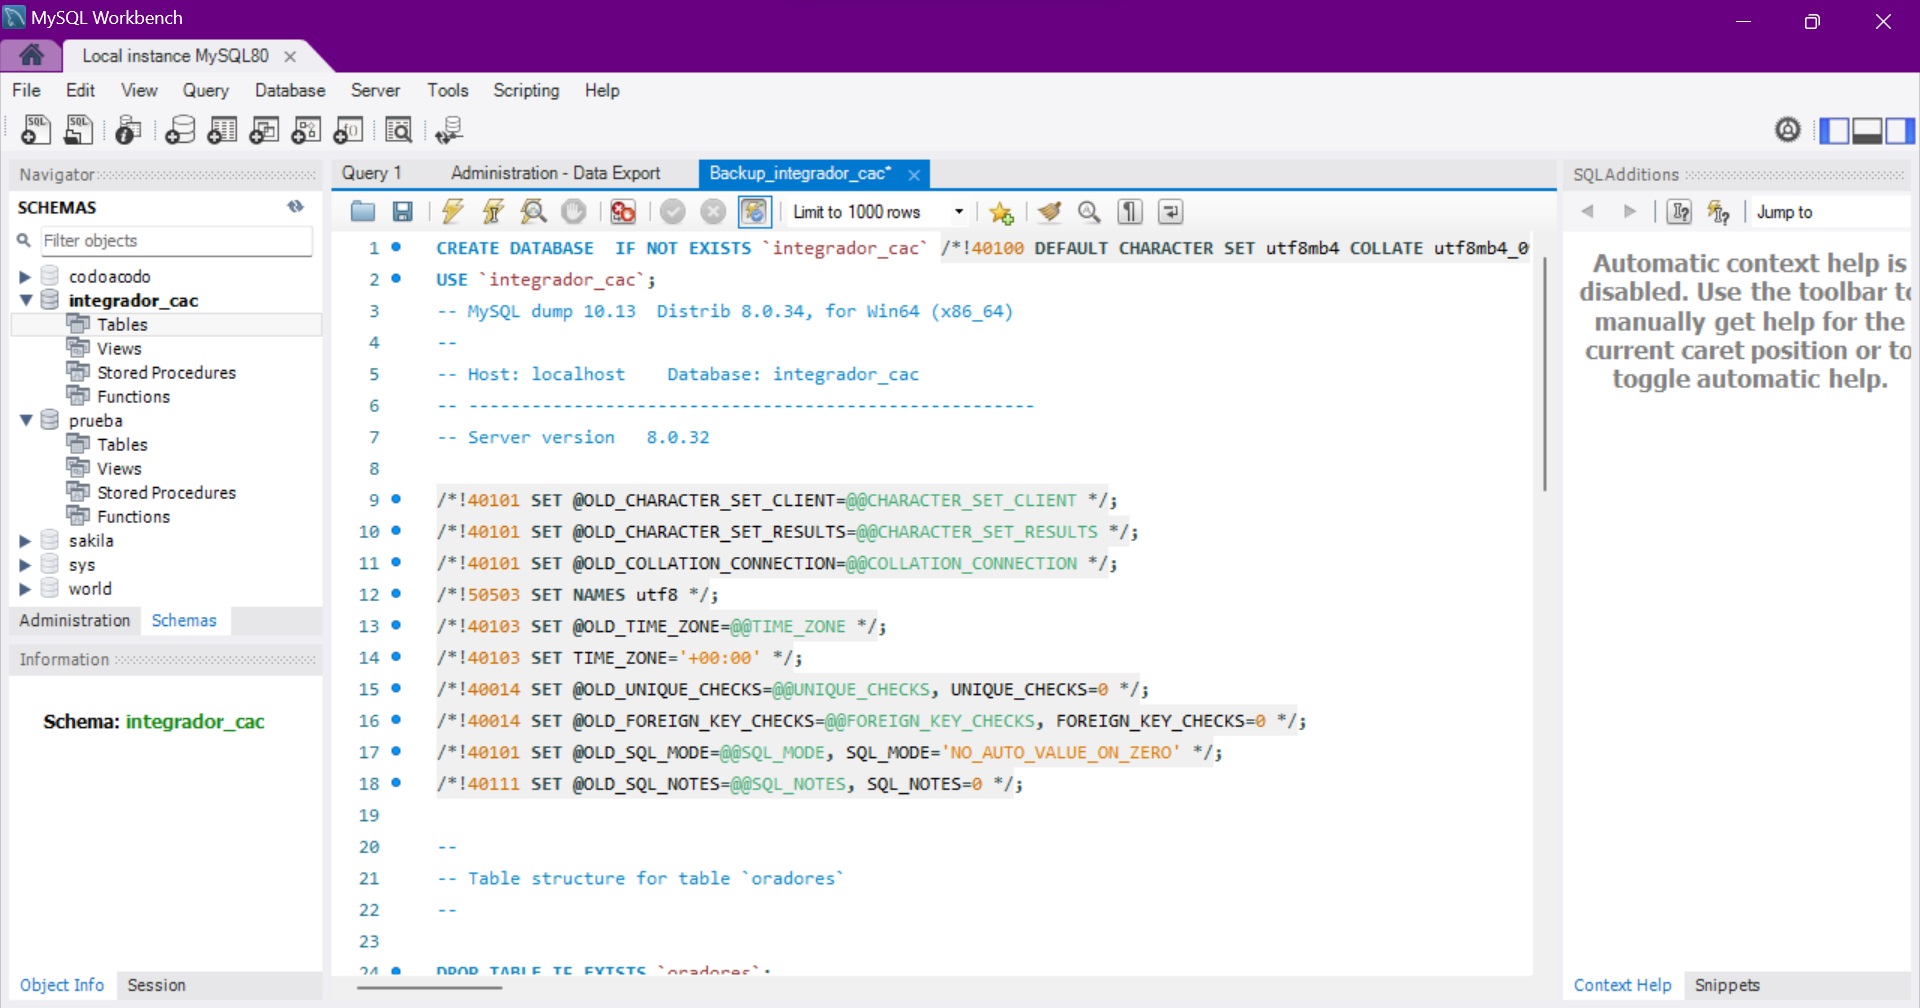 MySQL Workbench
Local instance MySQL80
File Edit View Query Database Server Tools Scripting Help
Navigator
SCHEMAS
Filter objects
codoacodo
integrador_cac
Tables
Views
Stored Procedures
Functions
prueba
Tables
Views
Stored Procedures
Functions
sakila
sys
world
Administration Schemas
Information
Schema: integrador_cac
Object Info Session
Query 1 Administration - Data Export Backup_integrador_cac*
Limit to 1000 rows
1 CREATE DATABASE  IF NOT EXISTS `integrador_cac` /*!40100 DEFAULT CHARACTER SET utf8mb4 COLLATE utf8mb4_0
2 USE `integrador_cac`;
3 -- MySQL dump 10.13  Distrib 8.0.34, for Win64 (x86_64)
4 --
5 -- Host: localhost    Database: integrador_cac
6 -- ------------------------------------------------------
7 -- Server version	8.0.32
8
9 /*!40101 SET @OLD_CHARACTER_SET_CLIENT=@@CHARACTER_SET_CLIENT */;
10 /*!40101 SET @OLD_CHARACTER_SET_RESULTS=@@CHARACTER_SET_RESULTS */;
11 /*!40101 SET @OLD_COLLATION_CONNECTION=@@COLLATION_CONNECTION */;
12 /*!50503 SET NAMES utf8 */;
13 /*!40103 SET @OLD_TIME_ZONE=@@TIME_ZONE */;
14 /*!40103 SET TIME_ZONE='+00:00' */;
15 /*!40014 SET @OLD_UNIQUE_CHECKS=@@UNIQUE_CHECKS, UNIQUE_CHECKS=0 */;
16 /*!40014 SET @OLD_FOREIGN_KEY_CHECKS=@@FOREIGN_KEY_CHECKS, FOREIGN_KEY_CHECKS=0 */;
17 /*!40101 SET @OLD_SQL_MODE=@@SQL_MODE, SQL_MODE='NO_AUTO_VALUE_ON_ZERO' */;
18 /*!40111 SET @OLD_SQL_NOTES=@@SQL_NOTES, SQL_NOTES=0 */;
19
20 --
21 -- Table structure for table `oradores`
22 --
23
24 DROP TABLE IF EXISTS `oradores`;
SQLAdditions
Jump to
Automatic context help is
disabled. Use the toolbar to
manually get help for the
current caret position or to
toggle automatic help.
Context Help Snippets